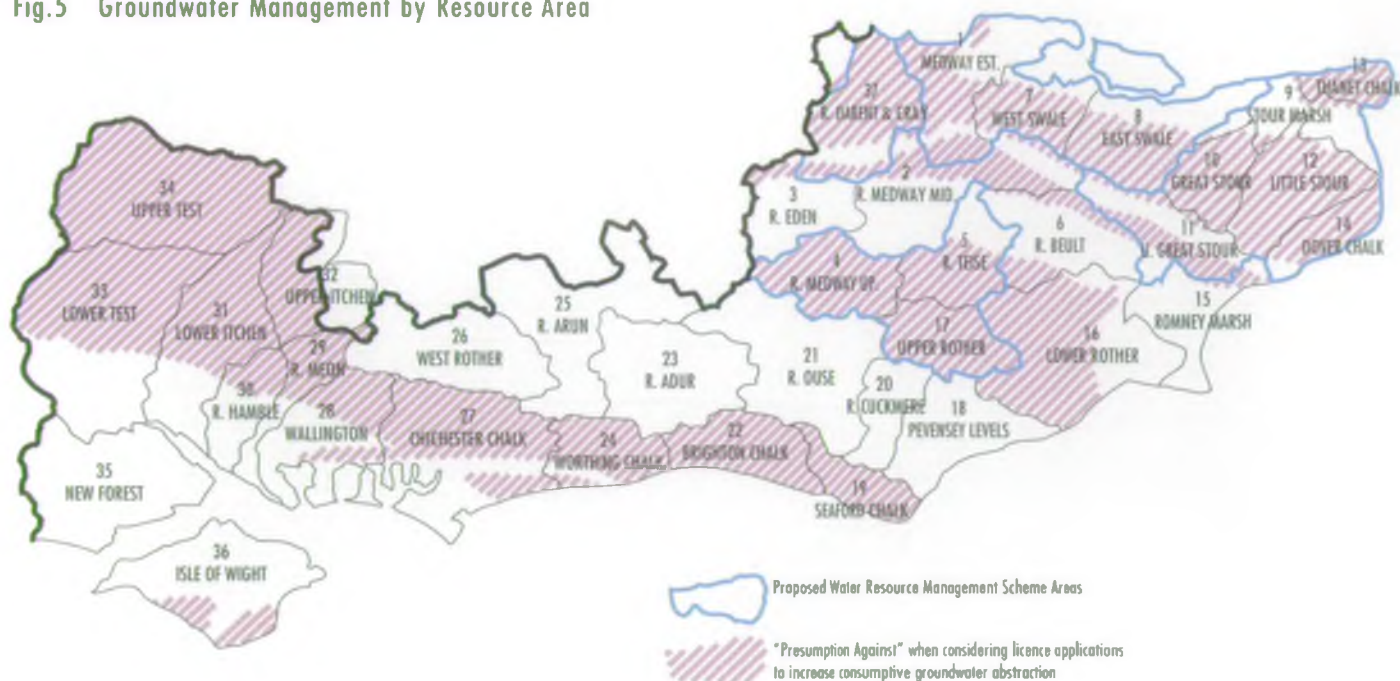 Fig.5 Groundwater Management by Resource Area
1
MEDWAY EST.
37
R. DARENT & CRAY
7
WEST SWALE
8
EAST SWALE
9
STOUR MARSH
13
THANET CHALK
10
GREAT STOUR
12
LITTLE STOUR
2
R. MEDWAY MID.
3
R. EDEN
34
UPPER TEST
11
U. GREAT STOUR
14
DOVER CHALK
6
R. BEULT
5
R. TEISE
4
R. MEDWAY UP.
32
UPPER ITCHEN
33
LOWER TEST
31
LOWER ITCHEN
25
R. ARUN
15
ROMNEY MARSH
26
WEST ROTHER
29
R. MEON
23
R. ADUR
21
R. OUSE
17
UPPER ROTHER
16
LOWER ROTHER
30
R. HAMBLE
28
WALLINGTON
27
CHICHESTER CHALK
24
WORTHING CHALK
22
BRIGHTON CHALK
20
R. CUCKMERE
18
PEVENSEY LEVELS
19
SEAFORD CHALK
35
NEW FOREST
36
ISLE OF WIGHT
Proposed Water Resource Management Scheme Areas
"Presumption Against" when considering licence applications
to increase consumptive groundwater abstraction